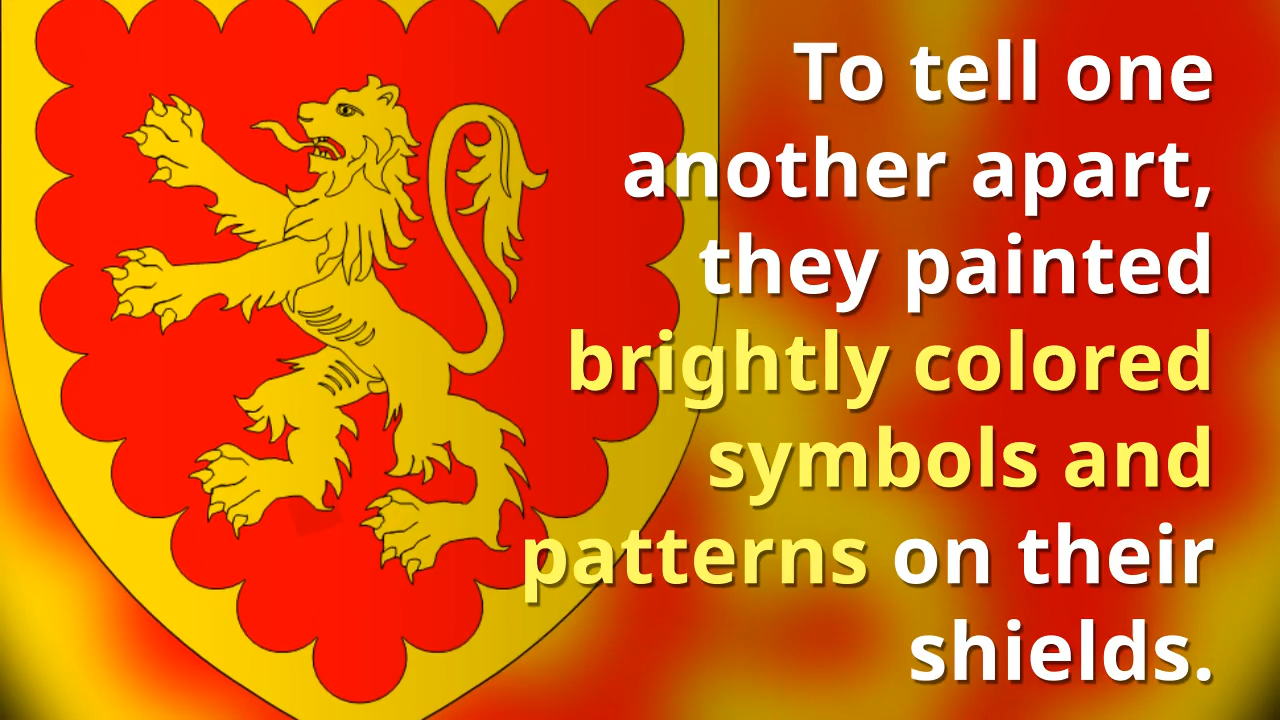 To tell one
another apart,
they painted
brightly colored
symbols and
patterns on their
shields.